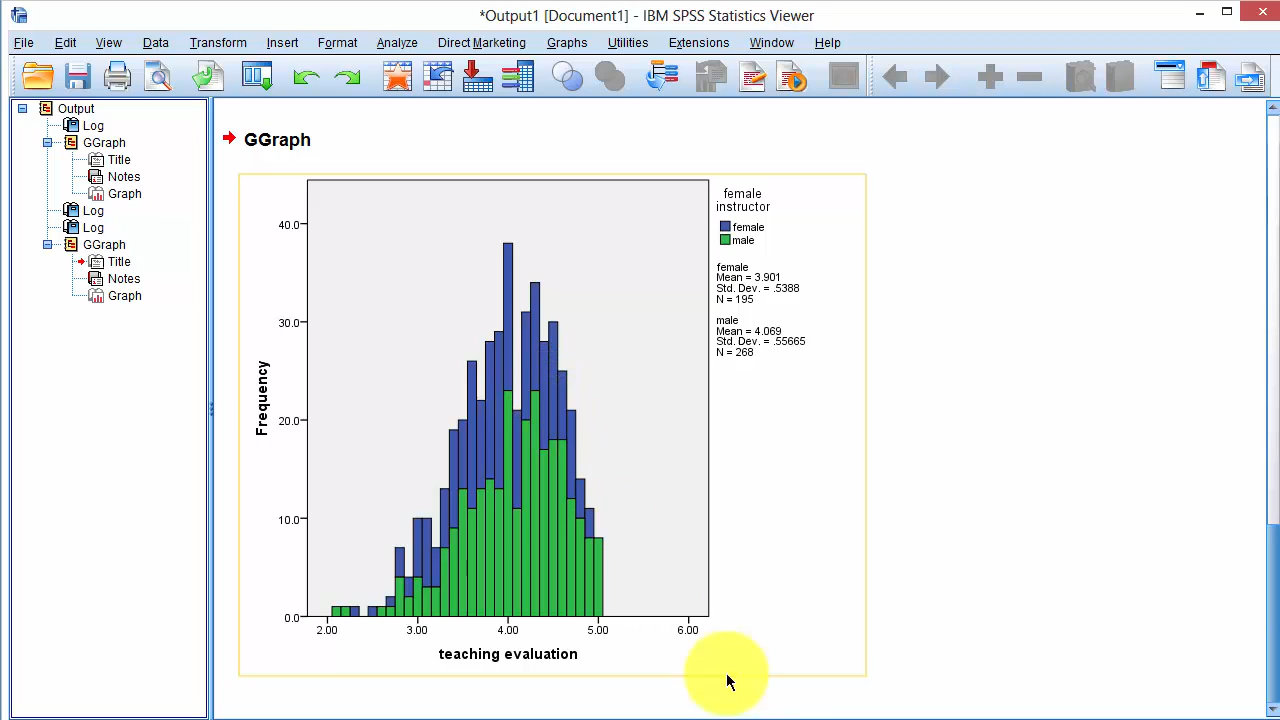 *Output1 [Document1] - IBM SPSS Statistics Viewer
File Edit View Data Transform Insert Format Analyze Direct Marketing Graphs Utilities Extensions Window Help
Output
Log
GGraph
Title
Notes
Graph
Log
Log
GGraph
Title
Notes
Graph
GGraph
female
instructor
female
male
female
Mean = 3.901
Std. Dev. = .5388
N = 195
male
Mean = 4.069
Std. Dev. = .55665
N = 268
Frequency
40.0
30.0
20.0
10.0
0.0
2.00 3.00 4.00 5.00 6.00
teaching evaluation